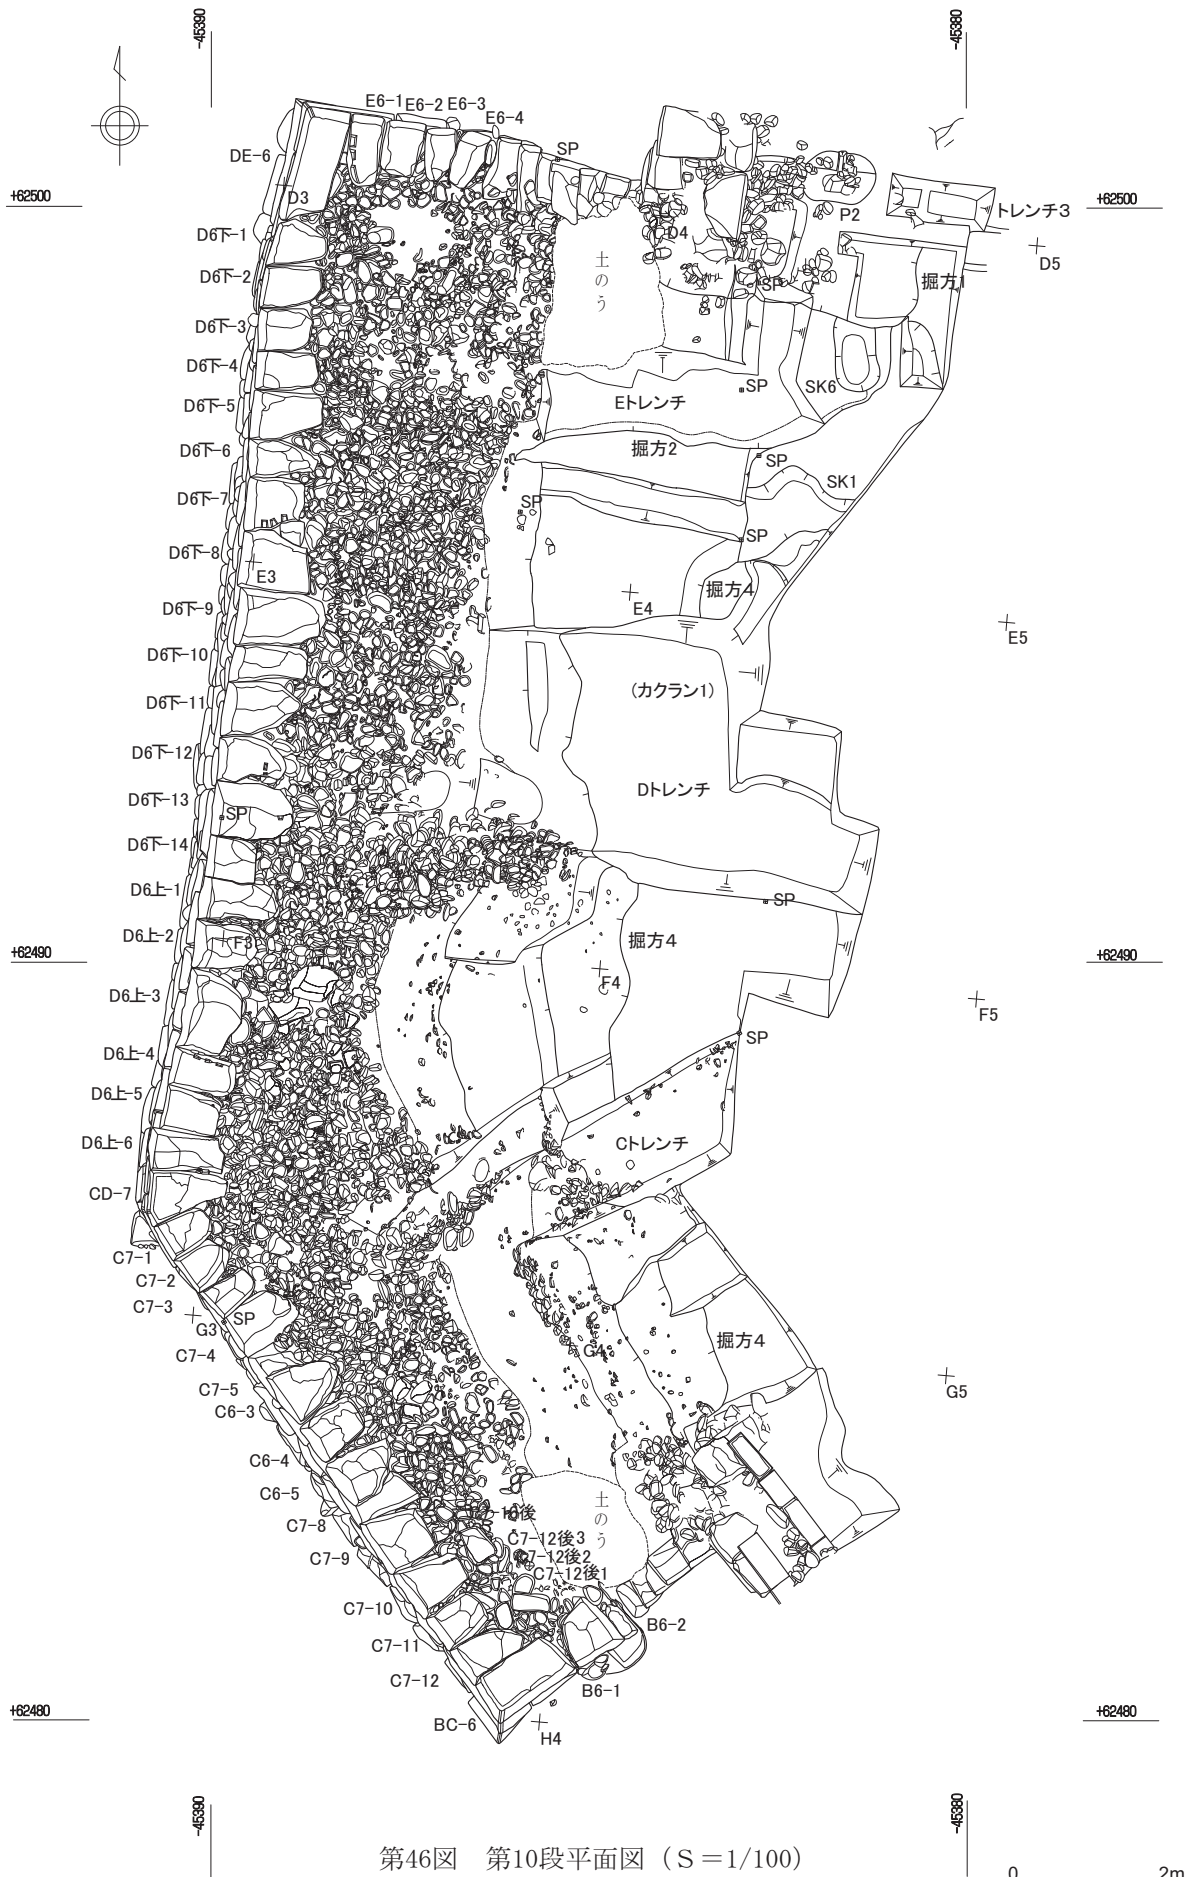 -45390
-45380
E6-1
E6-2
E6-3
E6-4
SP
DE-6
D3
+62500
+62500
P2
トレンチ3
D6下-1
D4
D5
土のう
D6下-2
SP
掘方1
D6下-3
D6下-4
SP
SK6
Eトレンチ
D6下-5
掘方2
D6下-6
SP
SK1
D6下-7
SP
SP
D6下-8
E3
掘方4
E4
D6下-9
E5
D6下-10
(カクラン1)
D6下-11
D6下-12
Dトレンチ
D6下-13
SP
D6下-14
D6上-1
SP
D6上-2
F3
掘方4
+62490
+62490
F4
D6上-3
F5
SP
D6上-4
D6上-5
D6上-6
Cトレンチ
CD-7
C7-1
C7-2
C7-3
G3
SP
掘方4
G4
C7-4
G5
C7-5
C6-3
C6-4
C6-5
土のう
C7-8
C7-12後3
C7-9
C7-12後2
C7-12後1
C7-10
B6-2
C7-11
C7-12
B6-1
BC-6
H4
+62480
+62480
-45390
-45380
第46図 第10段平面図（S＝1/100）
0 2m